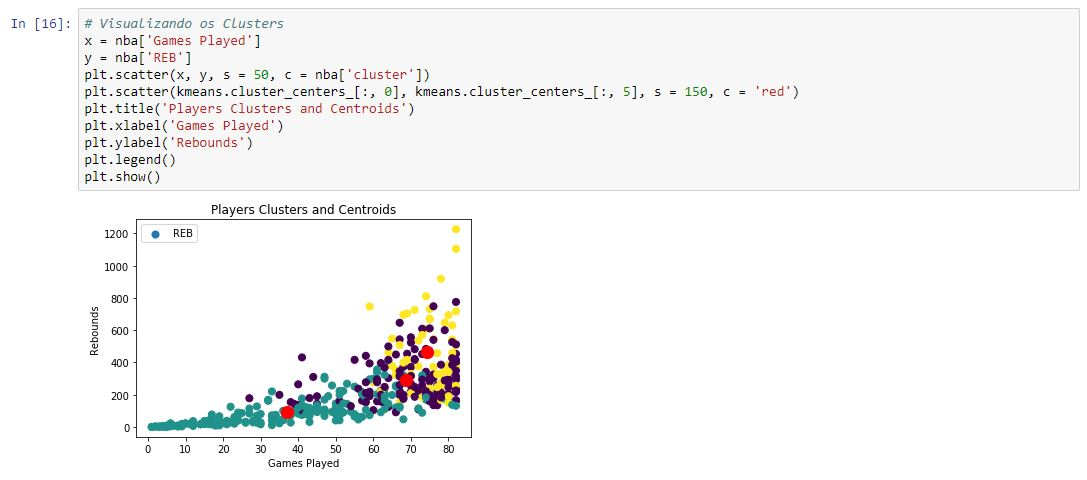 In [16]:
# Visualizando os Clusters
x = nba['Games Played']
y = nba['REB']
plt.scatter(x, y, s = 50, c = nba['cluster'])
plt.scatter(kmeans.cluster_centers_[:, 0], kmeans.cluster_centers_[:, 5], s = 150, c = 'red')
plt.title('Players Clusters and Centroids')
plt.xlabel('Games Played')
plt.ylabel('Rebounds')
plt.legend()
plt.show()
Players Clusters and Centroids
REB
1200
1000
800
600
400
200
0
Rebounds
0 10 20 30 40 50 60 70 80
Games Played